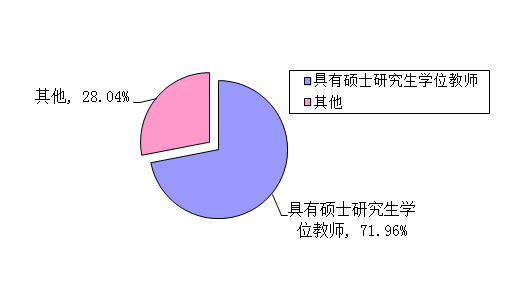 其他, 28.04%
具有硕士研究生学位教师
其他
具有硕士研究生学
位教师, 71.96%